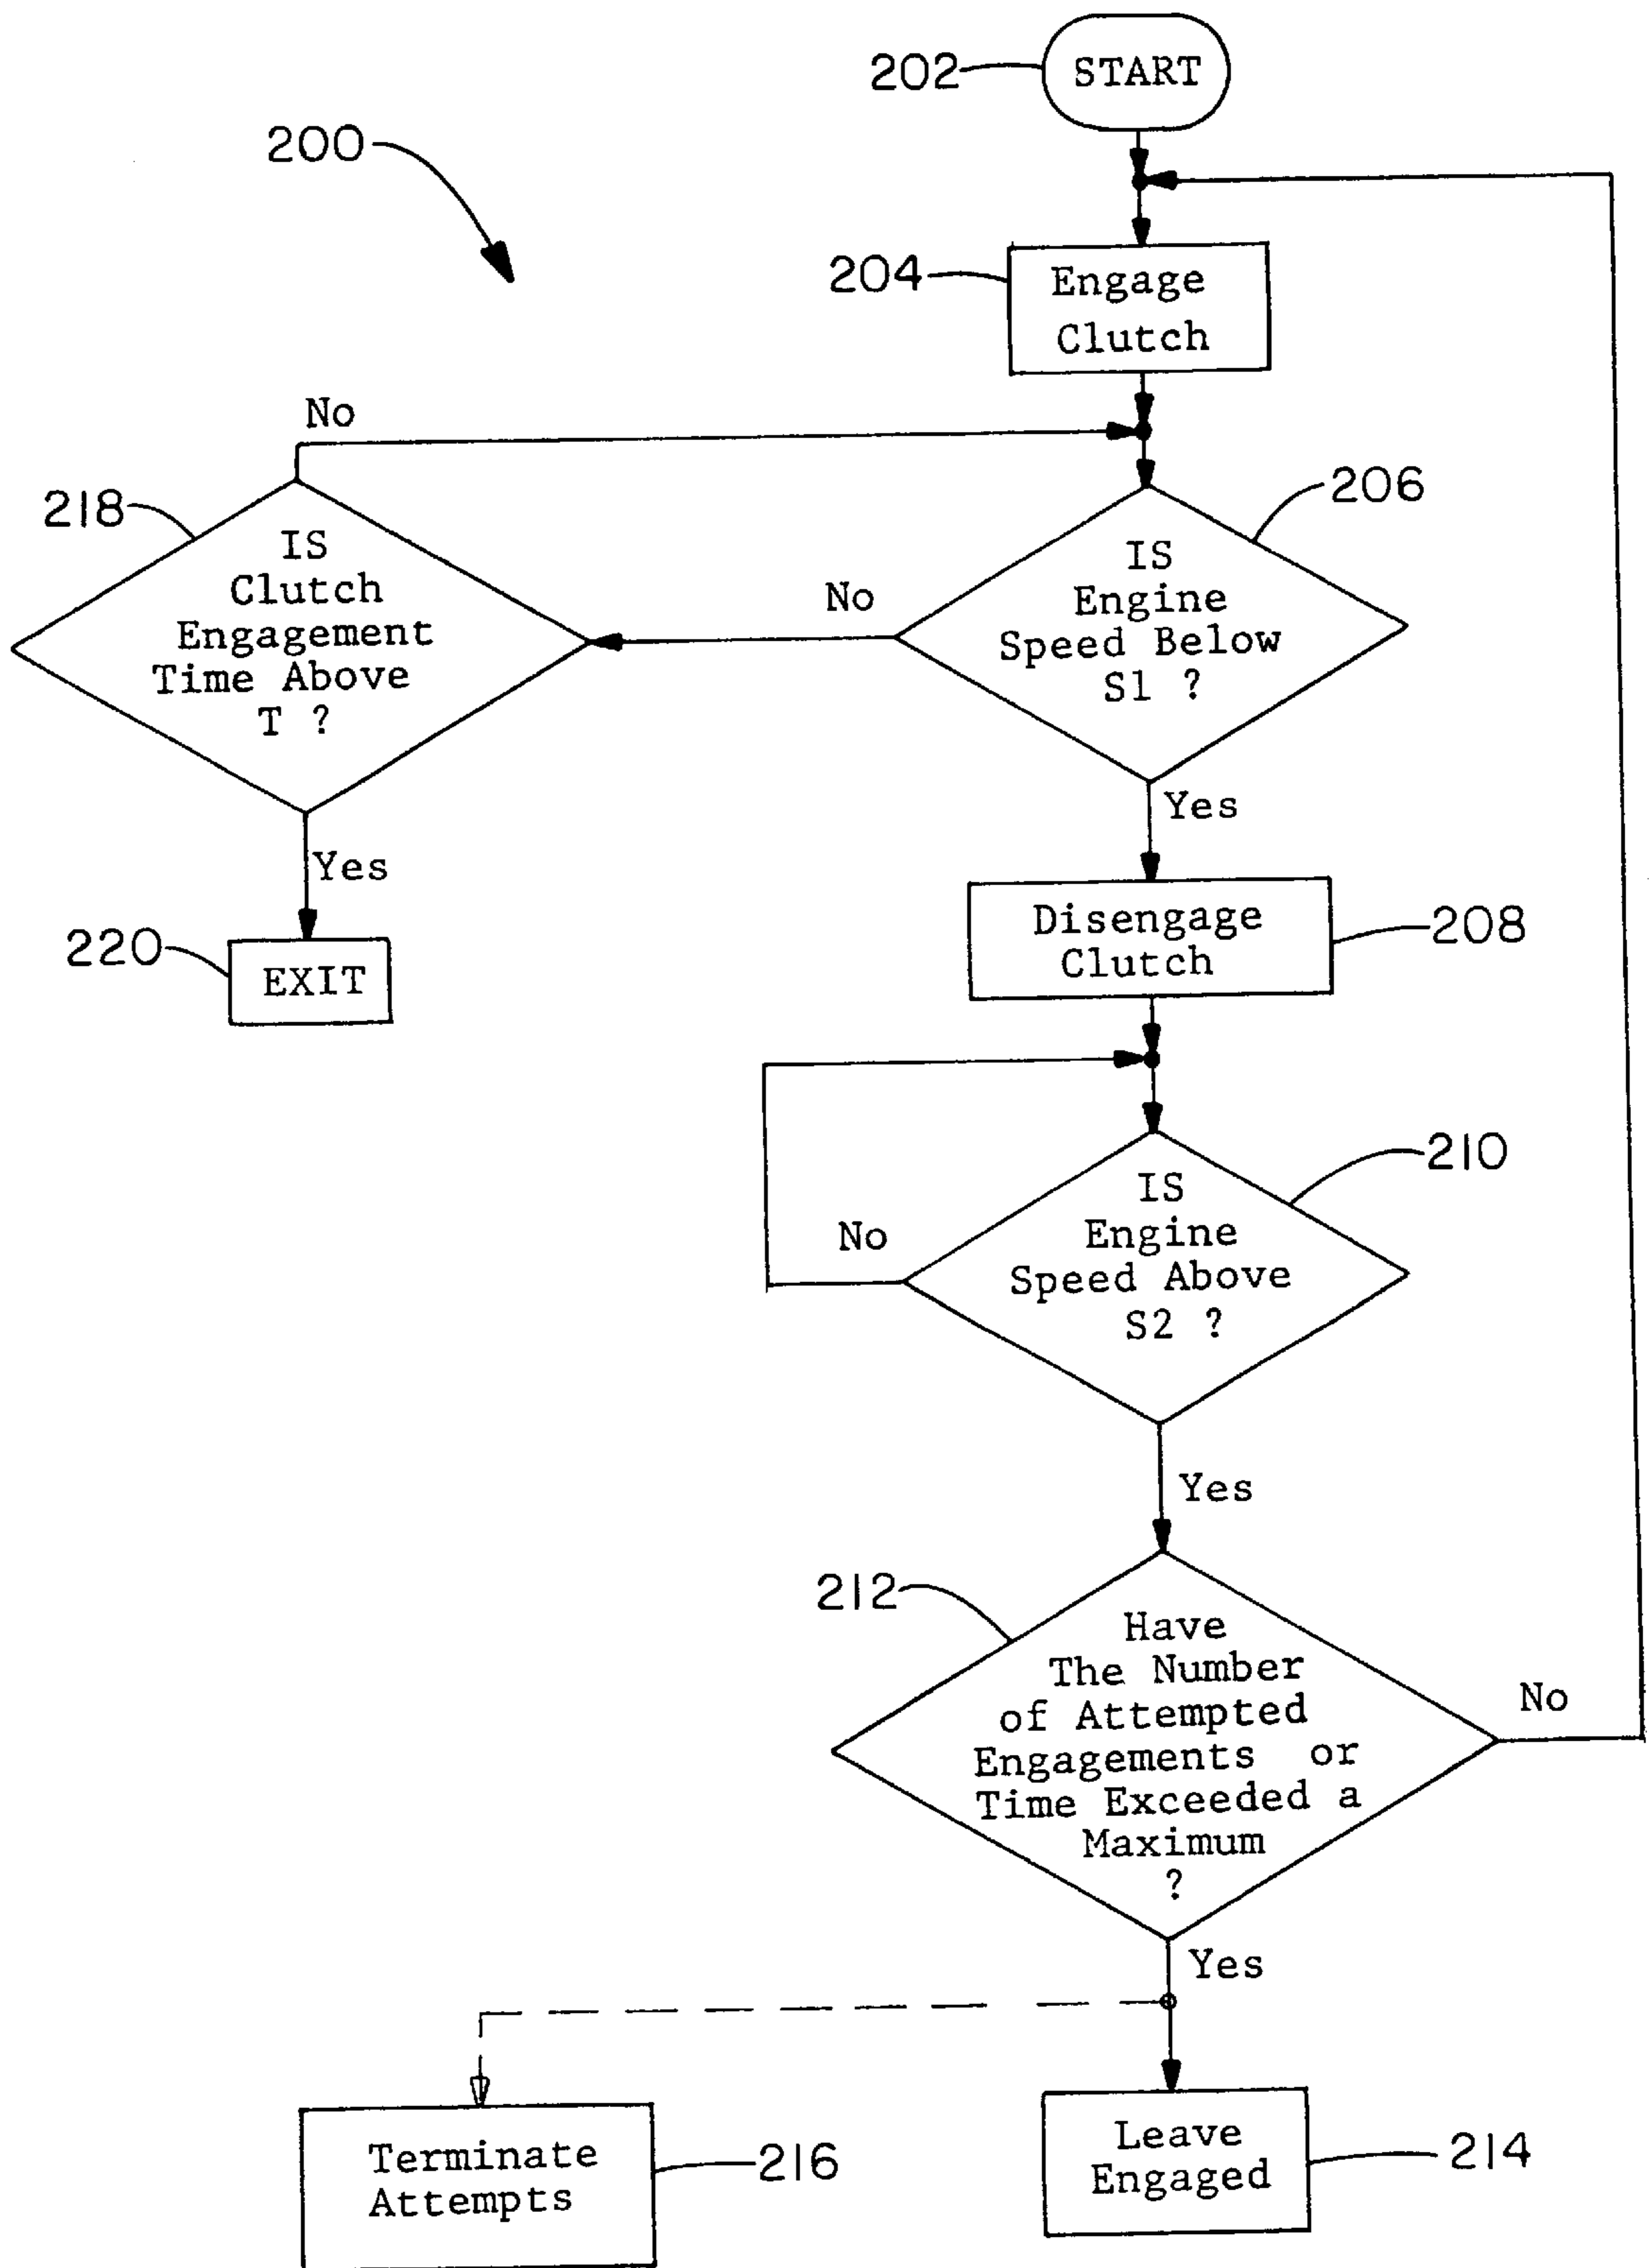 202
START
200
204
Engage
Clutch
No
218
IS
Clutch
Engagement
Time Above
T ?
206
IS
Engine
Speed Below
S1 ?
No
Yes
Yes
220
EXIT
Disengage
Clutch
208
210
IS
Engine
Speed Above
S2 ?
No
Yes
212
Have
The Number
of Attempted
Engagements or
Time Exceeded a
Maximum
?
No
Yes
Terminate
Attempts
216
Leave
Engaged
214